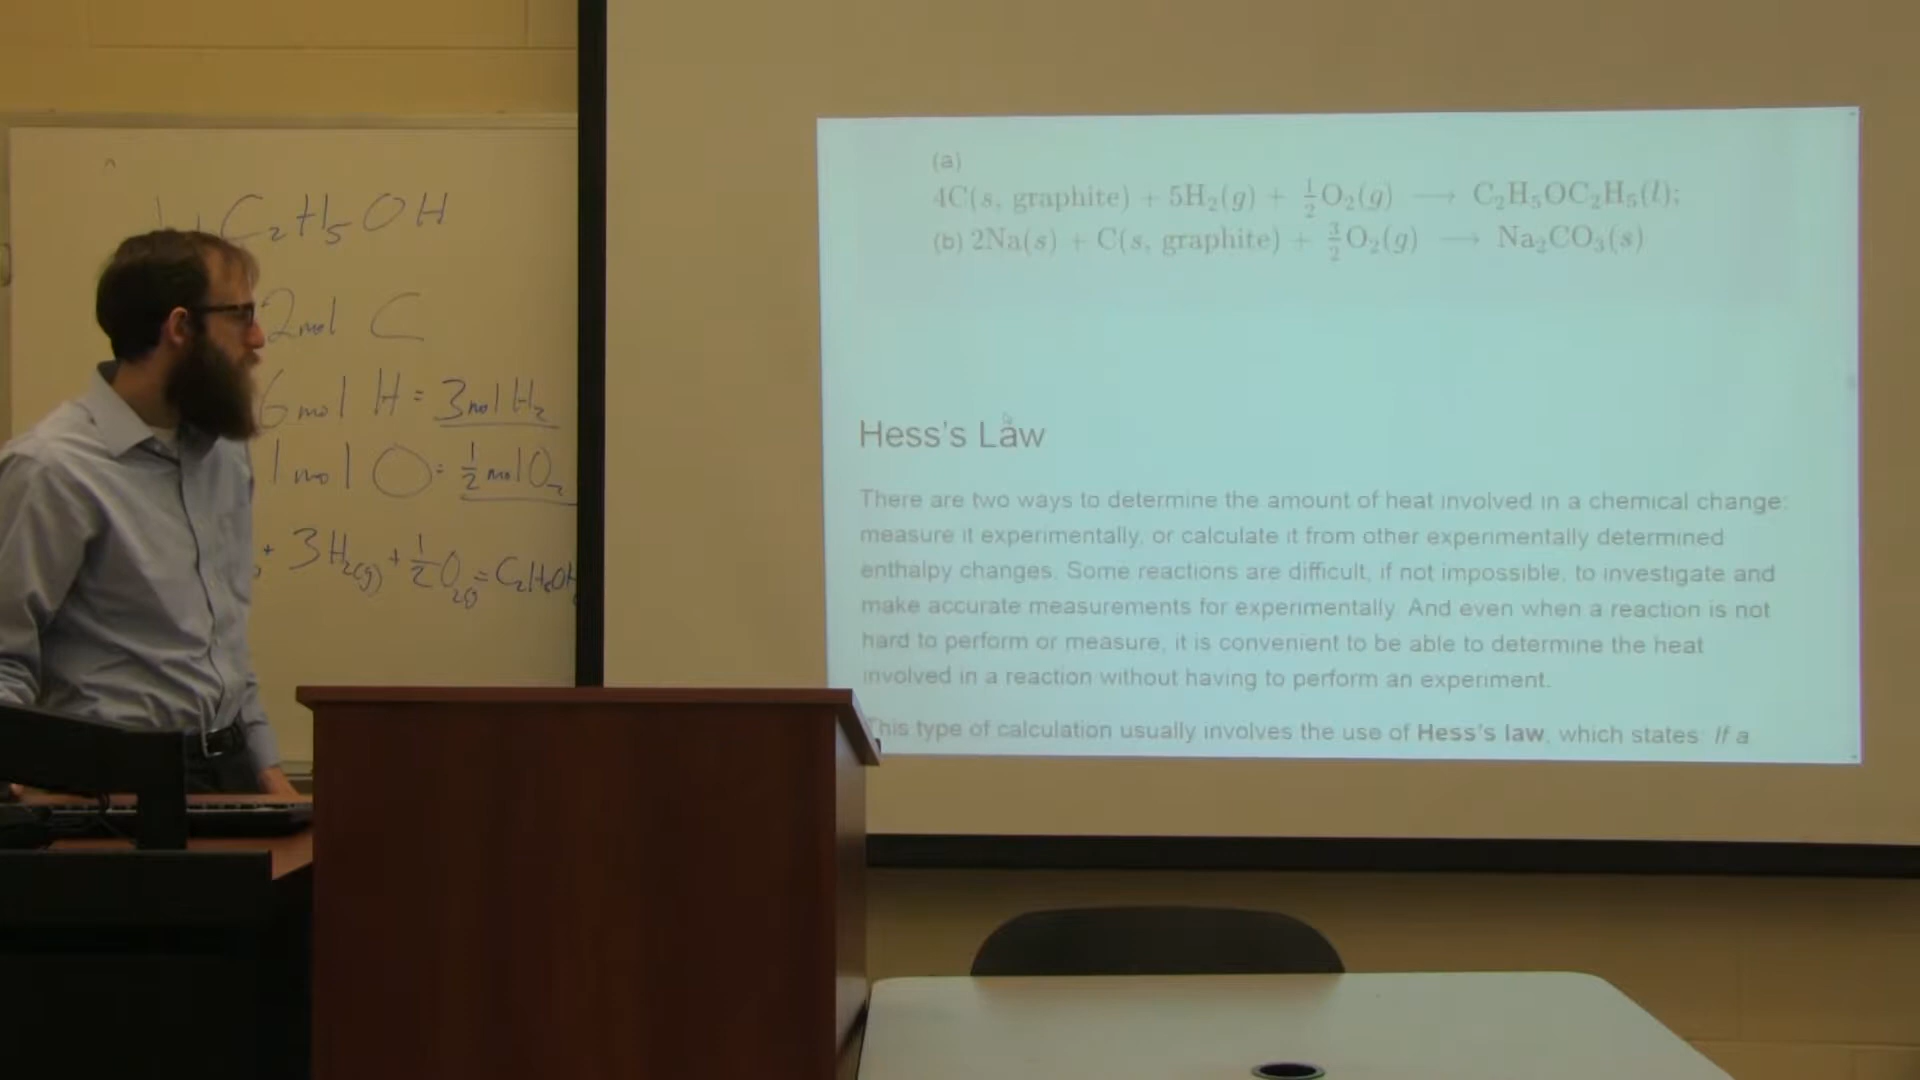 C₂H₅OH
2mol C
6mol H = 3mol H₂
1mol O = ½ mol O₂
+ 3H₂(g) + ½O₂(g) = C₂H₅OH
(a)
4C(s, graphite) + 5H₂(g) + ½O₂(g) ⟶ C₂H₅OC₂H₅(l);
(b) 2Na(s) + C(s, graphite) + 3/2 O₂(g) ⟶ Na₂CO₃(s)
Hess's Law
There are two ways to determine the amount of heat involved in a chemical change:
measure it experimentally, or calculate it from other experimentally determined
enthalpy changes. Some reactions are difficult, if not impossible, to investigate and
make accurate measurements for experimentally. And even when a reaction is not
hard to perform or measure, it is convenient to be able to determine the heat
involved in a reaction without having to perform an experiment.
This type of calculation usually involves the use of Hess's law, which states: If a